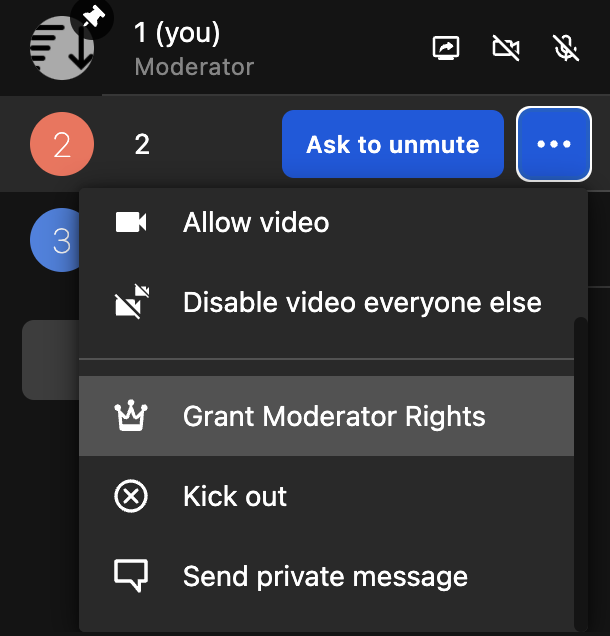 1 (you)
Moderator
2
2
Ask to unmute
3
Allow video
Disable video everyone else
Grant Moderator Rights
Kick out
Send private message